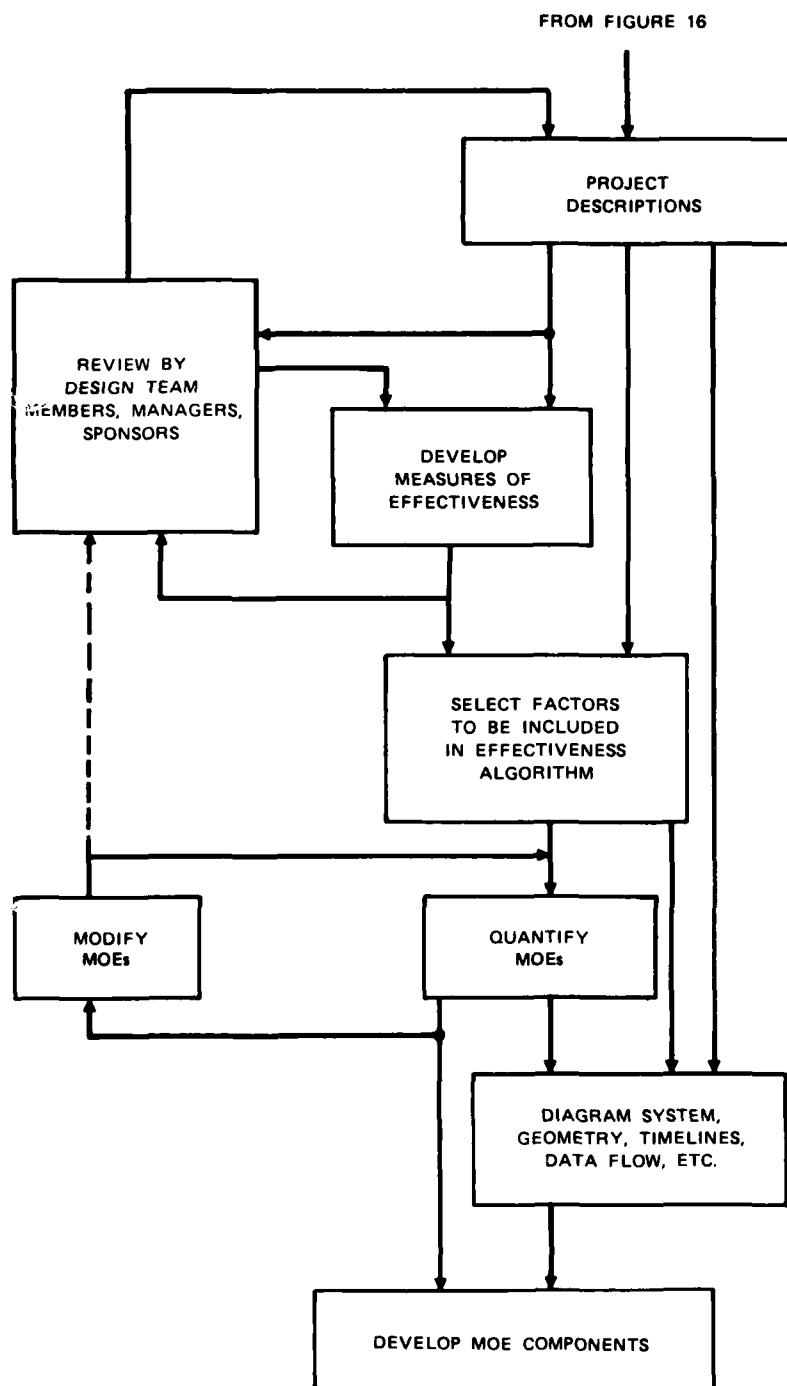 FROM FIGURE 16
PROJECT
DESCRIPTIONS
REVIEW BY
DESIGN TEAM
MEMBERS, MANAGERS,
SPONSORS
DEVELOP
MEASURES OF
EFFECTIVENESS
SELECT FACTORS
TO BE INCLUDED
IN EFFECTIVENESS
ALGORITHM
MODIFY
MOEs
QUANTIFY
MOEs
DIAGRAM SYSTEM,
GEOMETRY, TIMELINES,
DATA FLOW, ETC.
DEVELOP MOE COMPONENTS